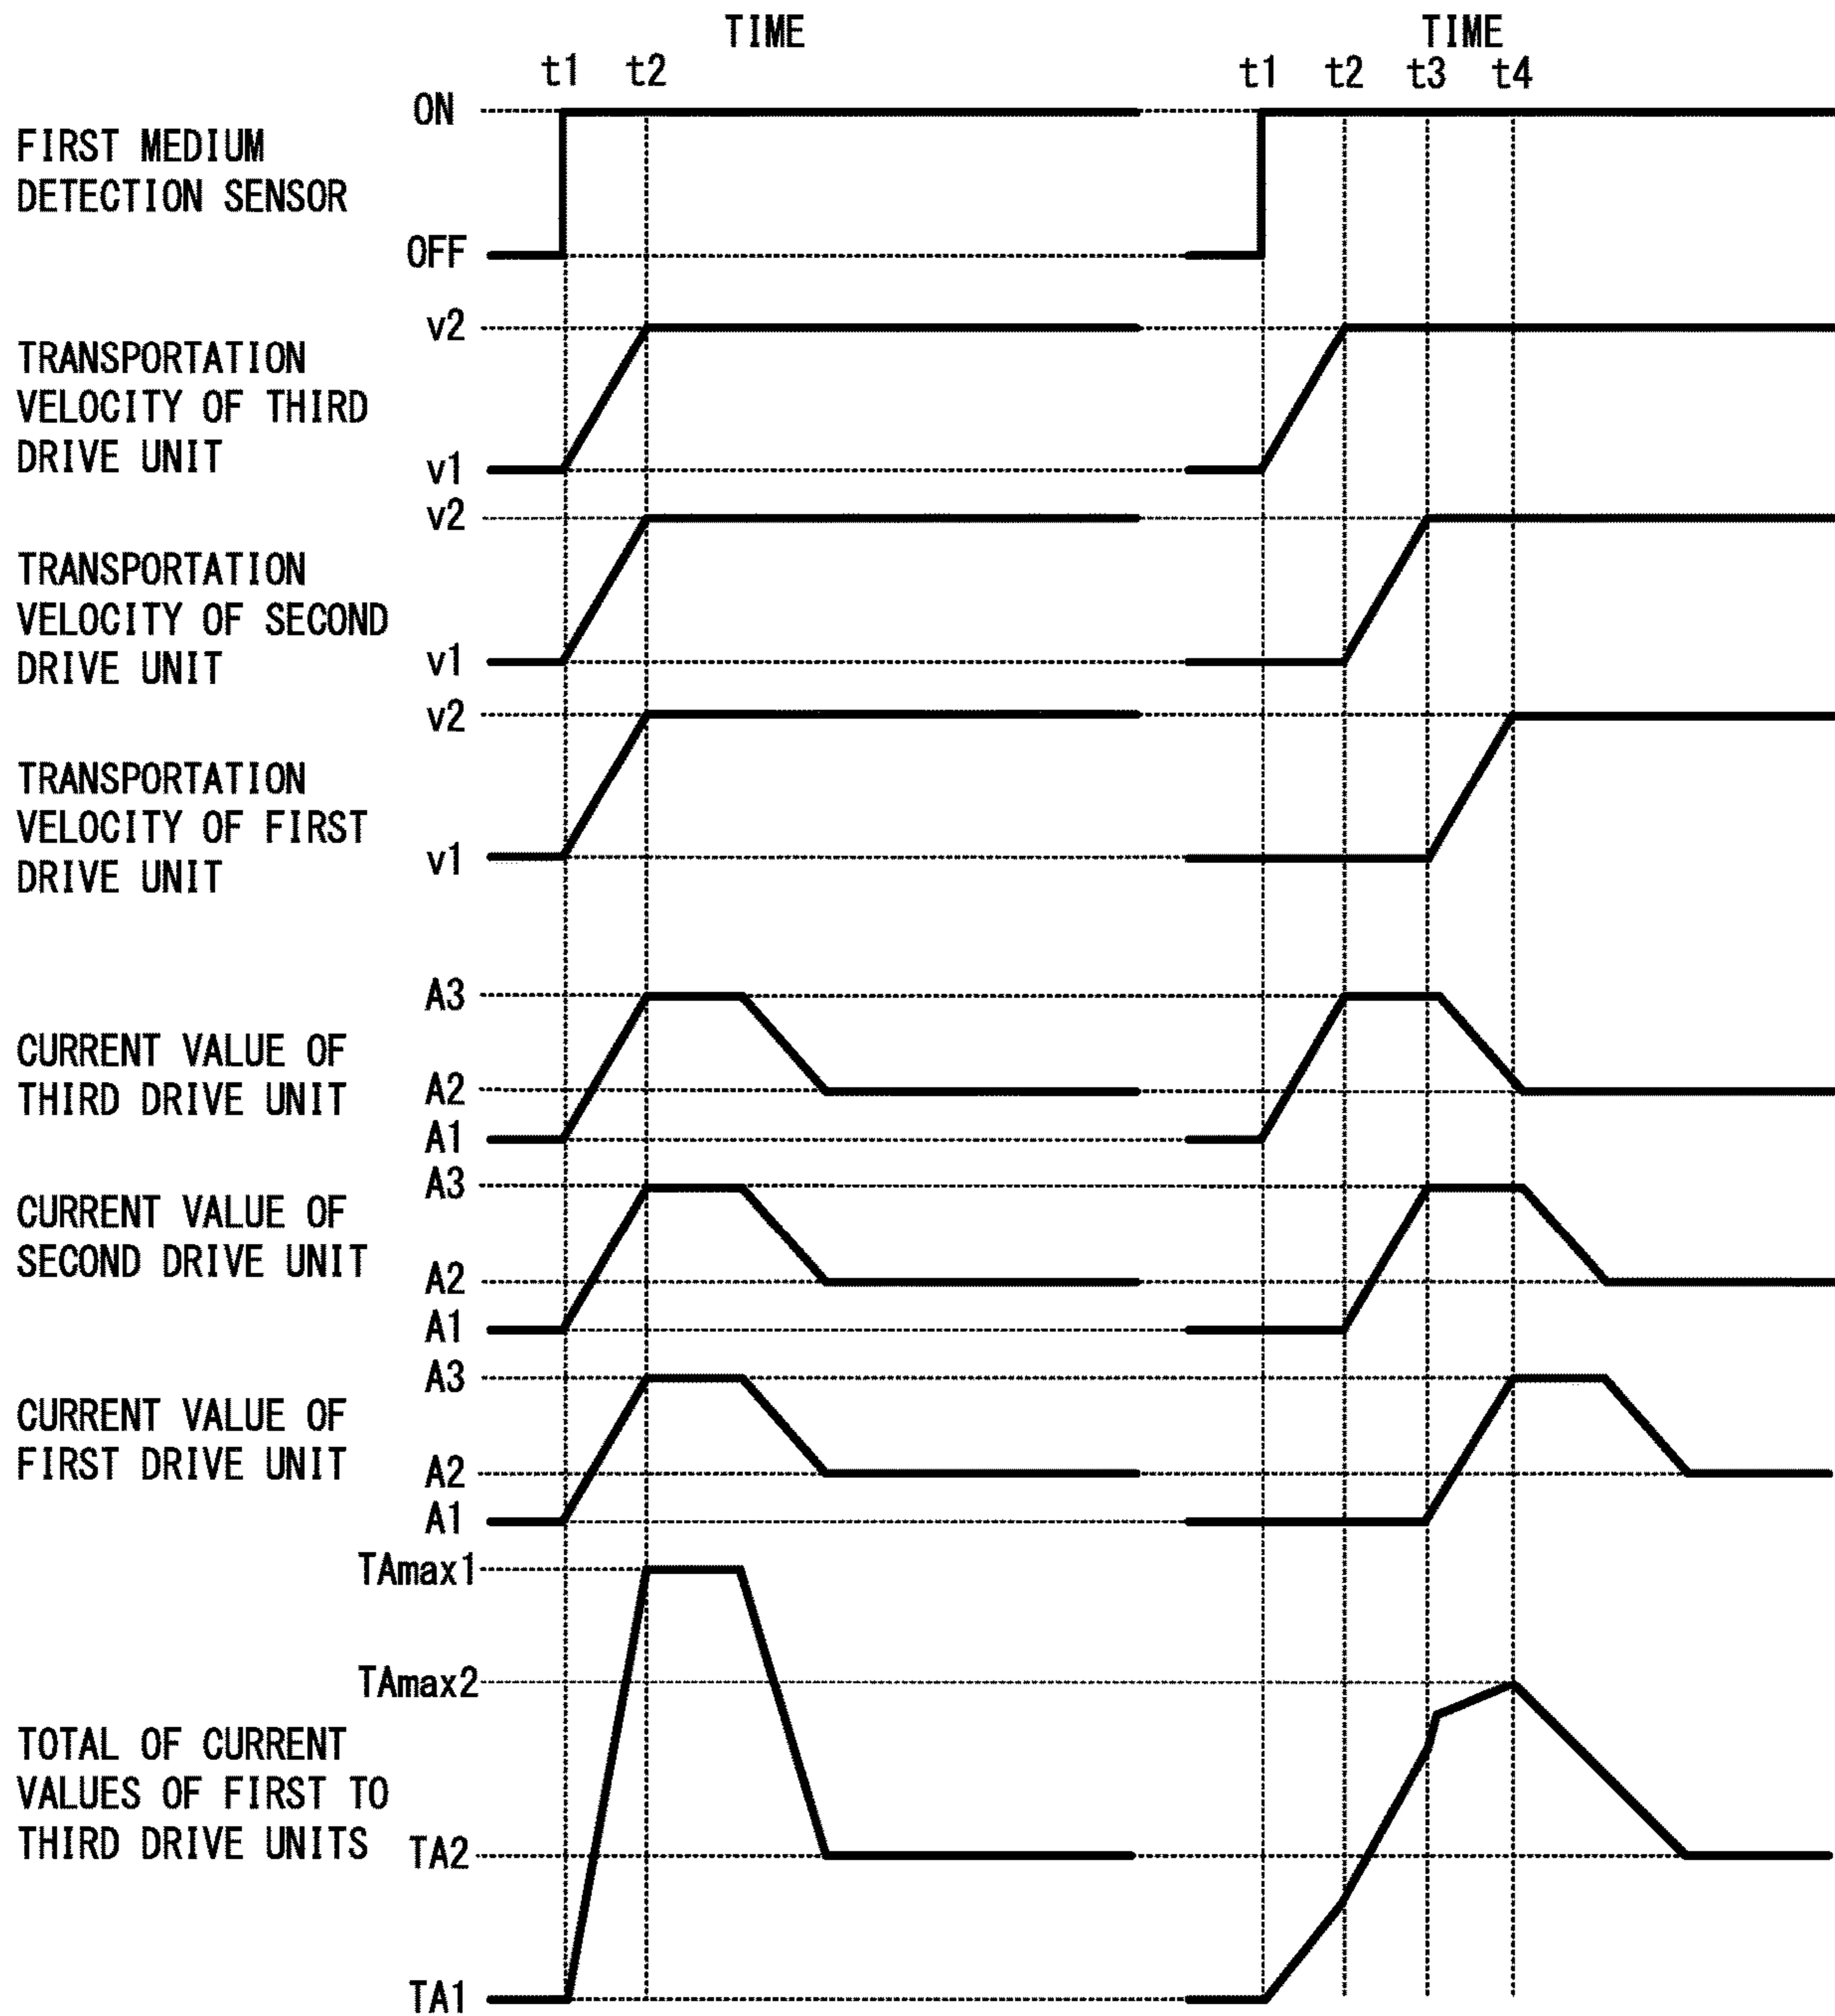 TIME
TIME
t1 t2
t1 t2 t3 t4
FIRST MEDIUM
DETECTION SENSOR
ON
OFF
TRANSPORTATION
VELOCITY OF THIRD
DRIVE UNIT
v2
v1
TRANSPORTATION
VELOCITY OF SECOND
DRIVE UNIT
v2
v1
TRANSPORTATION
VELOCITY OF FIRST
DRIVE UNIT
v2
v1
CURRENT VALUE OF
THIRD DRIVE UNIT
A3
A2
A1
CURRENT VALUE OF
SECOND DRIVE UNIT
A3
A2
A1
CURRENT VALUE OF
FIRST DRIVE UNIT
A3
A2
A1
TOTAL OF CURRENT
VALUES OF FIRST TO
THIRD DRIVE UNITS
TAmax1
TAmax2
TA2
TA1